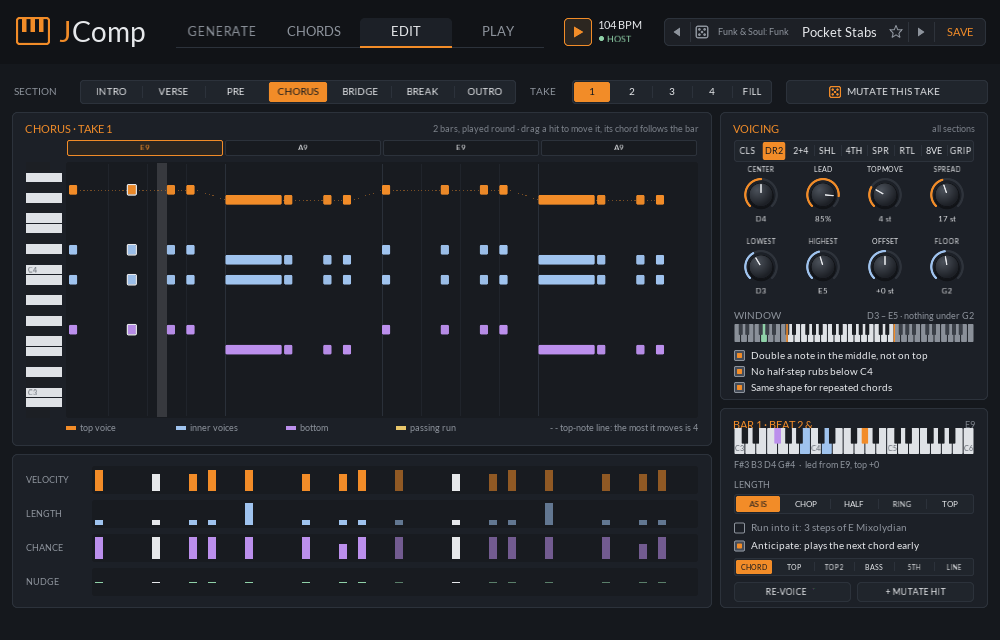 JComp GENERATE CHORDS EDIT PLAY 104 BPM HOST Funk & Soul: Funk Pocket Stabs SAVE
SECTION INTRO VERSE PRE CHORUS BRIDGE BREAK OUTRO TAKE 1 2 3 4 FILL MUTATE THIS TAKE
CHORUS · TAKE 1 2 bars, played round · drag a hit to move it, its chord follows the bar
E9 A9 E9 A9
C4
C3
top voice inner voices bottom passing run - - top-note line: the most it moves is 4
VELOCITY
LENGTH
CHANCE
NUDGE
VOICING all sections
CLS DR2 2+4 SHL 4TH SPR RTL 8VE GRIP
CENTER LEAD TOPMOVE SPREAD
D4 85% 4 st 17 st
LOWEST HIGHEST OFFSET FLOOR
D3 E5 +0 st G2
WINDOW D3 – E5 · nothing under G2
Double a note in the middle, not on top
No half-step rubs below C4
Same shape for repeated chords
BAR 1 · BEAT 2 & E9
C3 C4 C5 C6
F#3 B3 D4 G#4 · led from E9, top +0
LENGTH
AS IS CHOP HALF RING TOP
Run into it: 3 steps of E Mixolydian
Anticipate: plays the next chord early
CHORD TOP TOP2 BASS 5TH LINE
RE-VOICE + MUTATE HIT